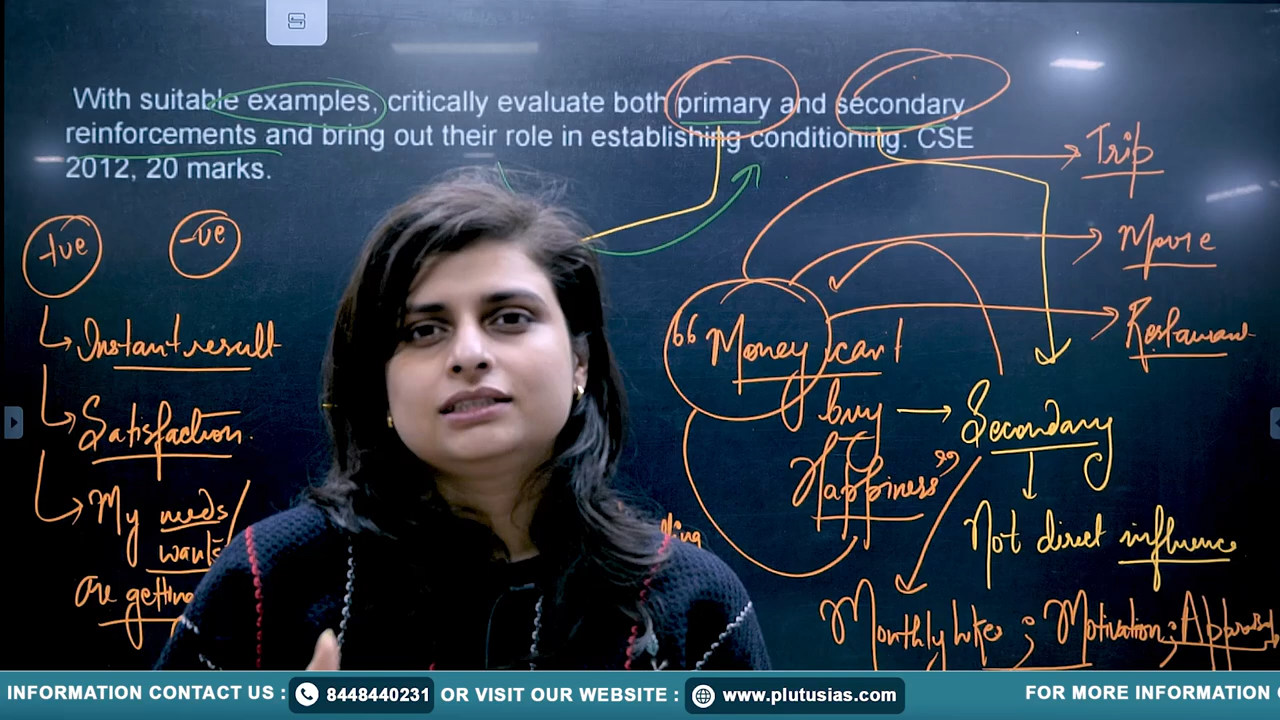 With suitable examples, critically evaluate both primary and secondary
reinforcements and bring out their role in establishing conditioning. CSE
2012, 20 marks.
+ve
-ve
Instant result
Satisfaction.
My needs/
wants
are getting
Trip
Movie
Restaurant
"Money can't
buy
Happiness"
Secondary
Not direct influence
Monthly ; Motivation ;
INFORMATION CONTACT US : 8448440231 OR VISIT OUR WEBSITE : www.plutusias.com FOR MORE INFORMATION